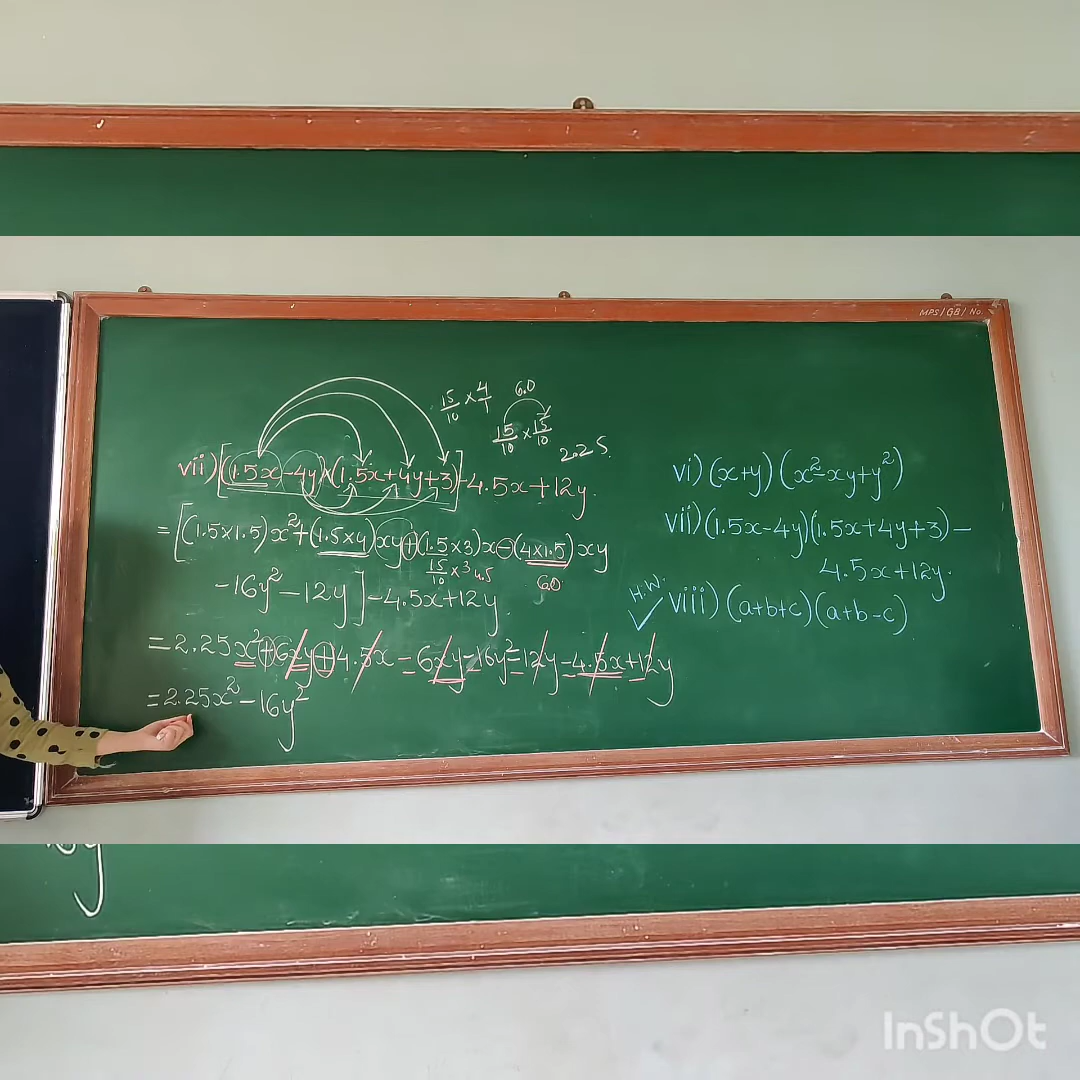 MPS/GB/No.
15/10 × 4/1
6.0
15/10 × 15/10
2.25
vii) [(1.5x-4y)×(1.5x+4y+3)]-4.5x+12y.
= [(1.5×1.5)x²+(1.5×4)xy+(1.5×3)x-(4×1.5)xy
15/10 ×3 4.5
6.0
-16y²-12y]-4.5x+12y.
=2.25x²+6xy+4.5x-6xy-16y²-12y-4.5x+12y
=2.25x²-16y²
vi) (x+y)(x²-xy+y²)
vii) (1.5x-4y)(1.5x+4y+3)-
4.5x+12y.
H.W.
viii) (a+b+c)(a+b-c)
InShOt